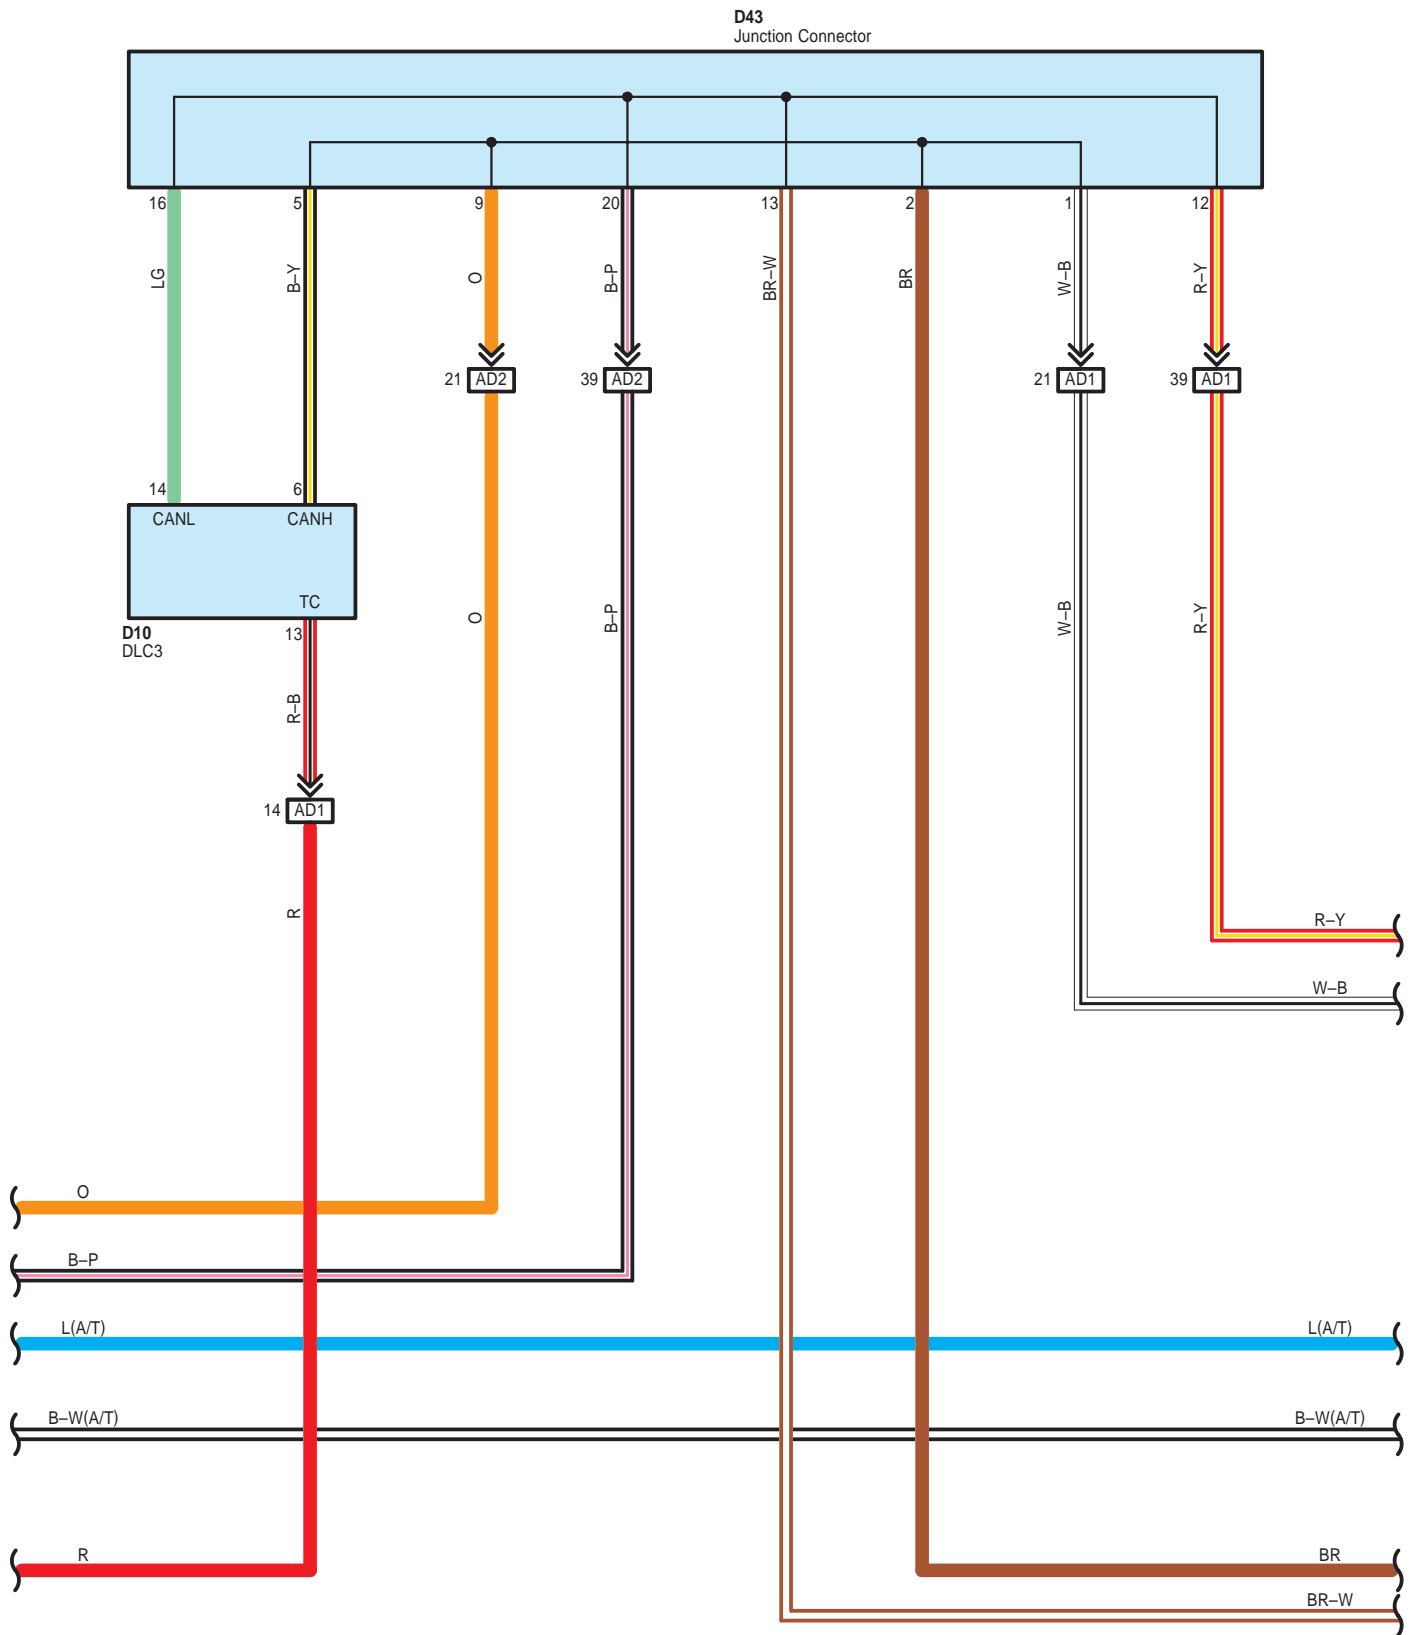 D43
Junction Connector
16
5
9
20
13
2
1
12
LG
B–Y
O
B–P
BR–W
BR
W–B
R–Y
21 AD2
39 AD2
21 AD1
39 AD1
14
6
CANL
CANH
TC
D10
DLC3
13
O
B–P
W–B
R–Y
R–B
14 AD1
R
R–Y
W–B
O
B–P
L(A/T)
L(A/T)
B–W(A/T)
B–W(A/T)
R
BR
BR–W